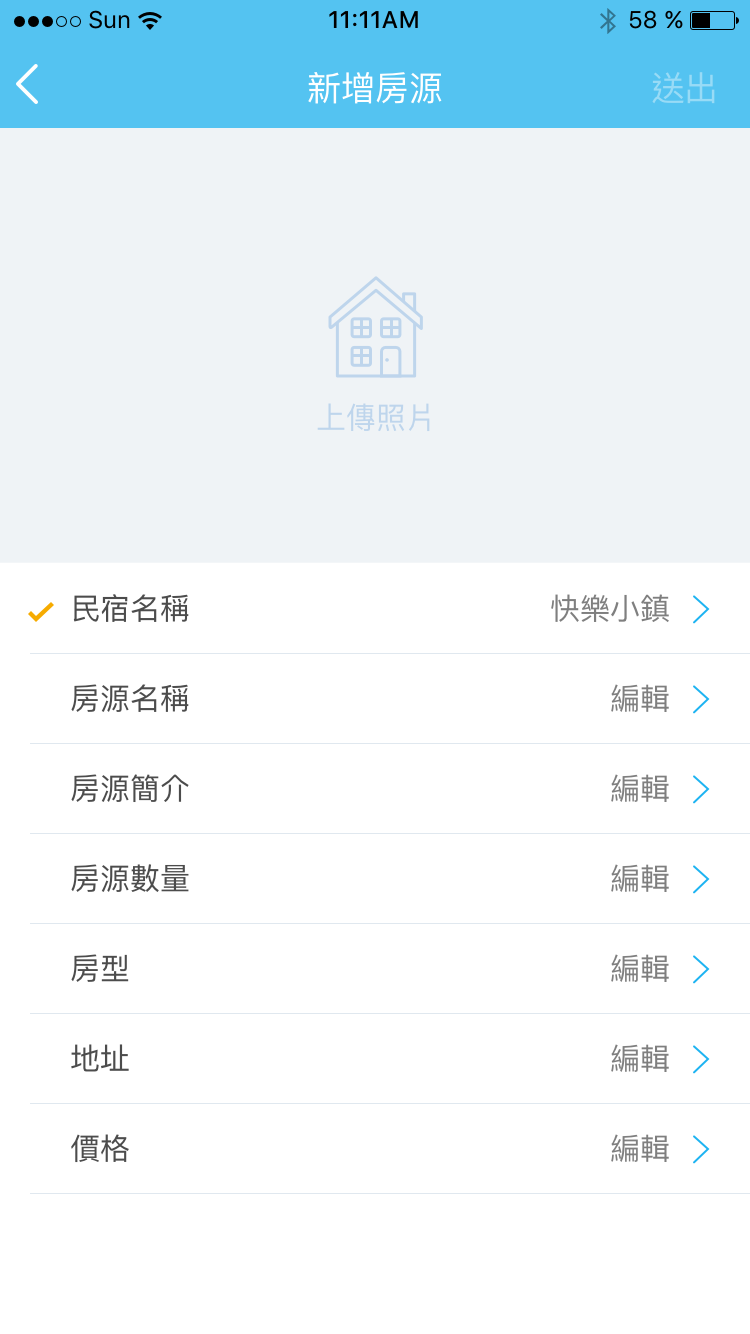 Sun 11:11AM 58 %
新增房源 送出
上傳照片
民宿名稱 快樂小鎮
房源名稱 編輯
房源簡介 編輯
房源數量 編輯
房型 編輯
地址 編輯
價格 編輯